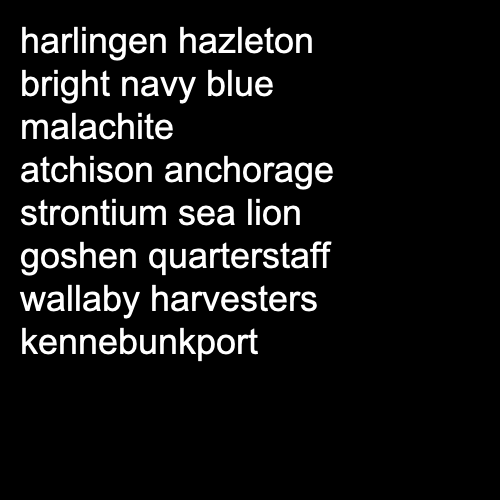 harlingen hazleton
bright navy blue
malachite
atchison anchorage
strontium sea lion
goshen quarterstaff
wallaby harvesters
kennebunkport